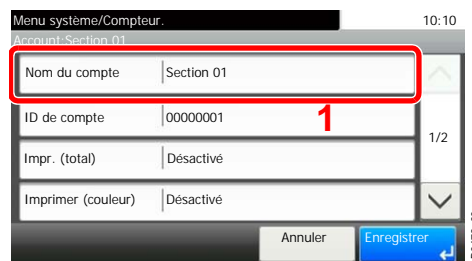 Menu système/Compteur. 10:10
Account:Section 01
Nom du compte Section 01
ID de compte 00000001
1
1/2
Impr. (total) Désactivé
Imprimer (couleur) Désactivé
Annuler Enregistrer